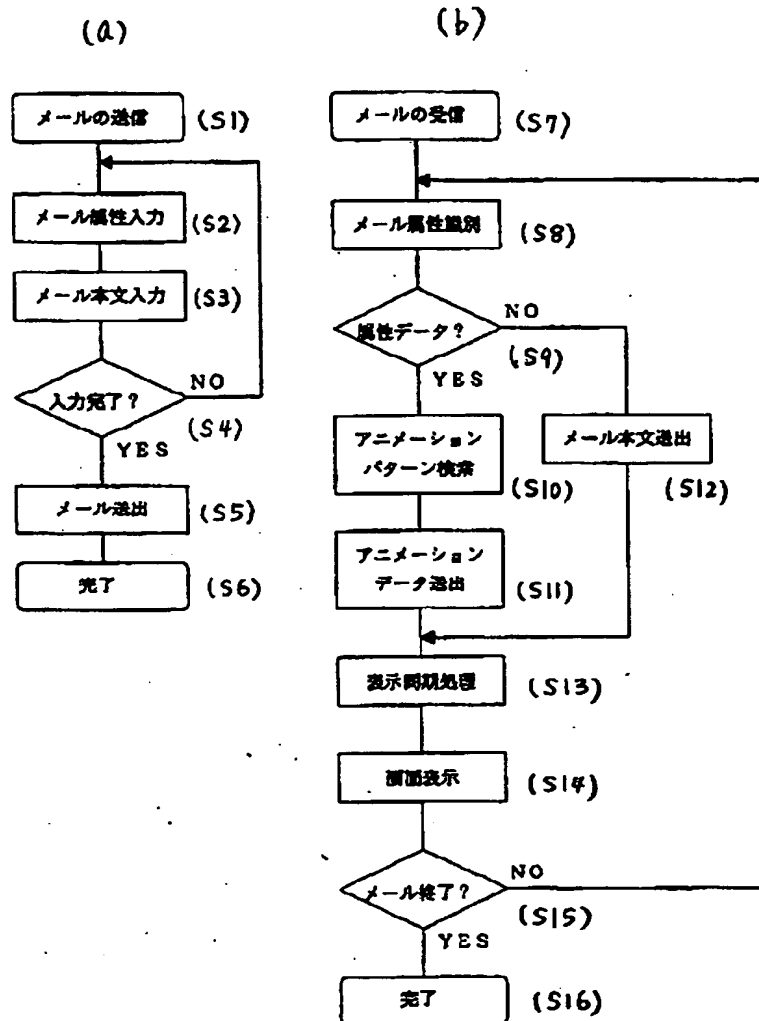 (a)
メールの送信
(S1)
メール属性入力
(S2)
メール本文入力
(S3)
入力完了?
NO
(S4)
YES
メール送出
(S5)
完了
(S6)
(b)
メールの受信
(S7)
メール属性識別
(S8)
属性データ?
NO
(S9)
YES
アニメーション
パターン検索
(S10)
メール本文送出
(S12)
アニメーション
データ送出
(S11)
表示同期処理
(S13)
画面表示
(S14)
メール終了?
NO
(S15)
YES
完了
(S16)